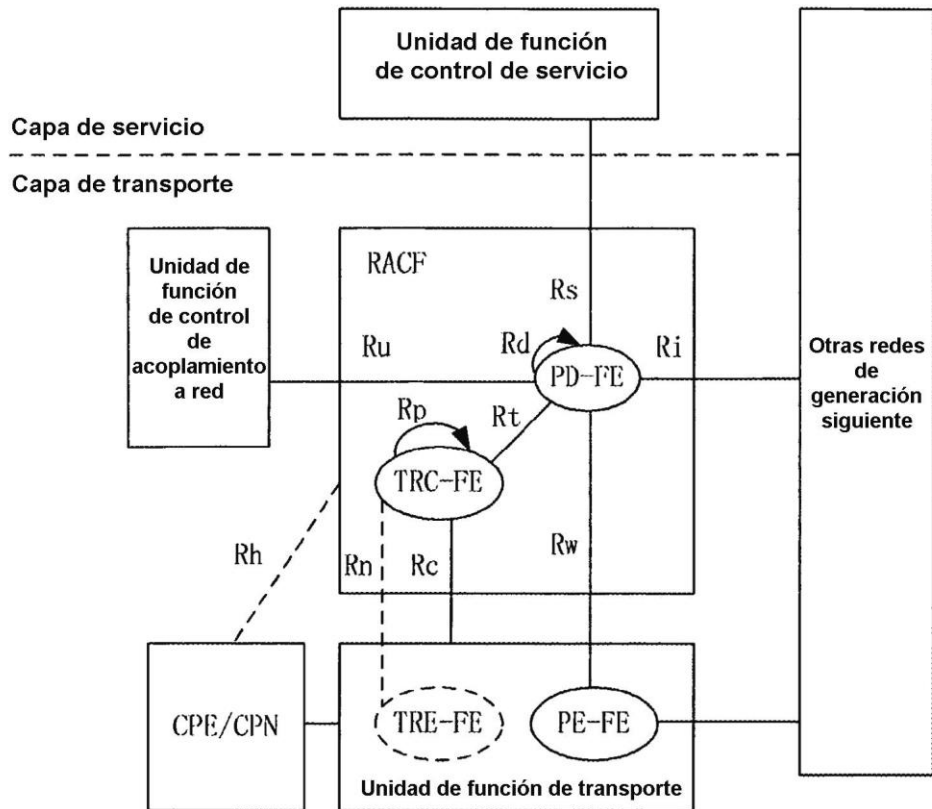 Unidad de función
de control de servicio
Capa de servicio
Capa de transporte
Unidad de
función
de control
de
acoplamiento
a red
RACF
Rs
Rd
Ri
Ru
PD-FE
Rp
Rt
TRC-FE
Otras redes
de
generación
siguiente
Rh
Rn
Rc
Rw
CPE/CPN
TRE-FE
PE-FE
Unidad de función de transporte